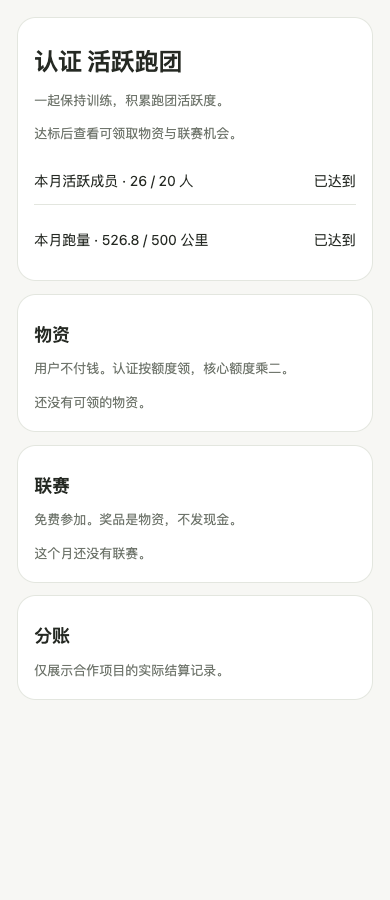 认证 活跃跑团
一起保持训练，积累跑团活跃度。
达标后查看可领取物资与联赛机会。
本月活跃成员 · 26 / 20 人 已达到
本月跑量 · 526.8 / 500 公里 已达到
物资
用户不付钱。认证按额度领，核心额度乘二。
还没有可领的物资。
联赛
免费参加。奖品是物资，不发现金。
这个月还没有联赛。
分账
仅展示合作项目的实际结算记录。